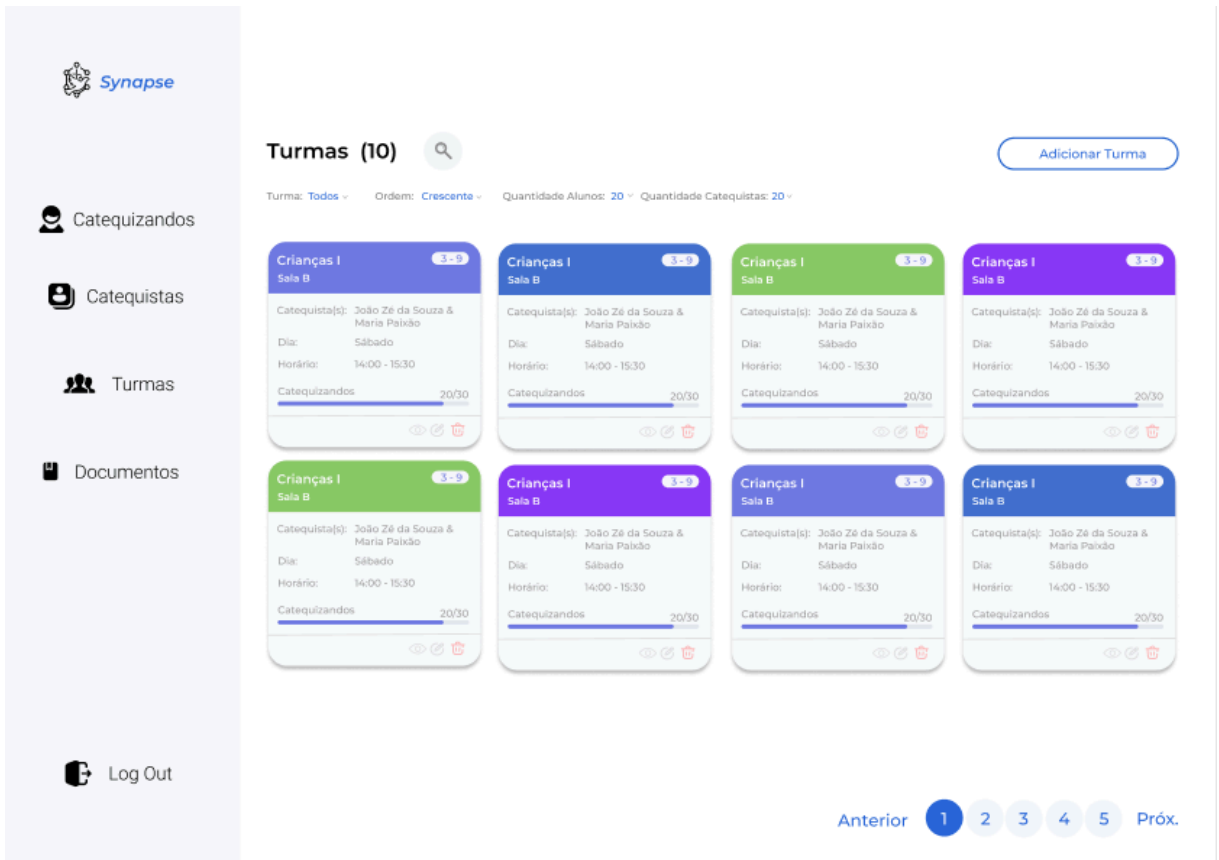 Synapse
Catequizandos
Catequistas
Turmas
Documentos
Log Out
Turmas (10)
Adicionar Turma
Turma: Todos Ordem: Crescente Quantidade Alunos: 20 Quantidade Catequistas: 20
Crianças I 3 - 9
Sala B
Catequista(s): João Zé da Souza &
Maria Paixão
Dia: Sábado
Horário: 14:00 - 15:30
Catequizandos 20/30
Crianças I 3 - 9
Sala B
Catequista(s): João Zé da Souza &
Maria Paixão
Dia: Sábado
Horário: 14:00 - 15:30
Catequizandos 20/30
Crianças I 3 - 9
Sala B
Catequista(s): João Zé da Souza &
Maria Paixão
Dia: Sábado
Horário: 14:00 - 15:30
Catequizandos 20/30
Crianças I 3 - 9
Sala B
Catequista(s): João Zé da Souza &
Maria Paixão
Dia: Sábado
Horário: 14:00 - 15:30
Catequizandos 20/30
Crianças I 3 - 9
Sala B
Catequista(s): João Zé da Souza &
Maria Paixão
Dia: Sábado
Horário: 14:00 - 15:30
Catequizandos 20/30
Crianças I 3 - 9
Sala B
Catequista(s): João Zé da Souza &
Maria Paixão
Dia: Sábado
Horário: 14:00 - 15:30
Catequizandos 20/30
Crianças I 3 - 9
Sala B
Catequista(s): João Zé da Souza &
Maria Paixão
Dia: Sábado
Horário: 14:00 - 15:30
Catequizandos 20/30
Crianças I 3 - 9
Sala B
Catequista(s): João Zé da Souza &
Maria Paixão
Dia: Sábado
Horário: 14:00 - 15:30
Catequizandos 20/30
Anterior 1 2 3 4 5 Próx.